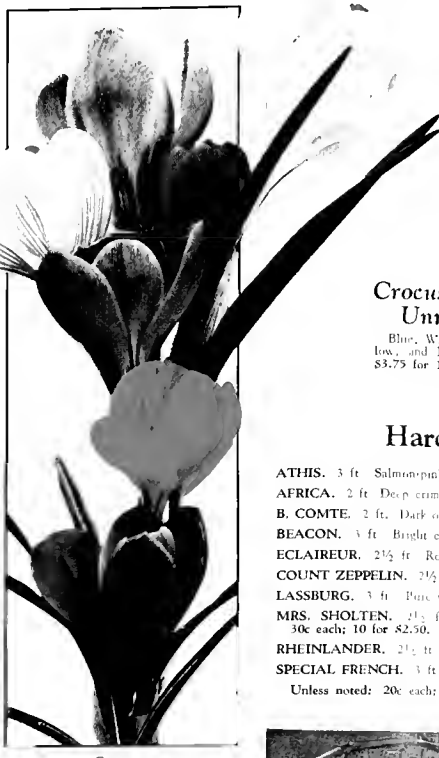 Crocus
Blue, W
low, and
$3.75 for 1
Hard
ATHIS. 3 ft Salmon-pin
AFRICA. 2 ft Deep crim
B. COMTE. 2 ft. Dark
BEACON. 3 ft Bright
ECLAIREUR. 2½ ft
COUNT ZEPPELIN. 2½
LASSBURG. 3 ft Pure
MRS. SHOLTEN. 2½ f
30c each; 10 for $2.50.
RHEINLANDER. 2½ ft
SPECIAL FRENCH. 3 ft
Unless noted: 20c each;